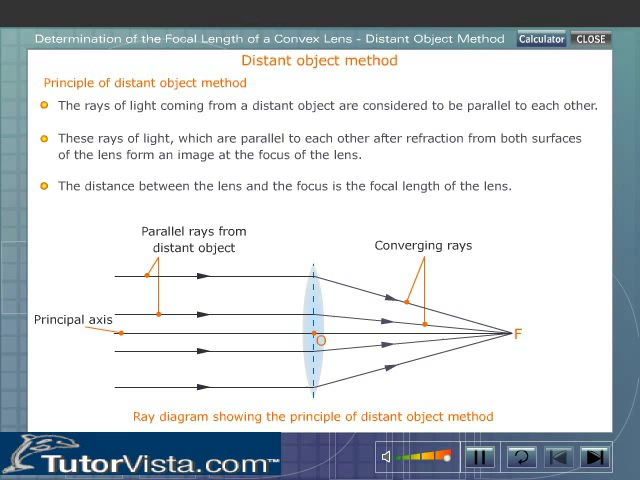 Determination of the Focal Length of a Convex Lens - Distant Object Method
Calculator
CLOSE
Distant object method
Principle of distant object method
The rays of light coming from a distant object are considered to be parallel to each other.
These rays of light, which are parallel to each other after refraction from both surfaces
of the lens form an image at the focus of the lens.
The distance between the lens and the focus is the focal length of the lens.
Parallel rays from
distant object
Converging rays
Principal axis
O
F
Ray diagram showing the principle of distant object method
TutorVista.com™